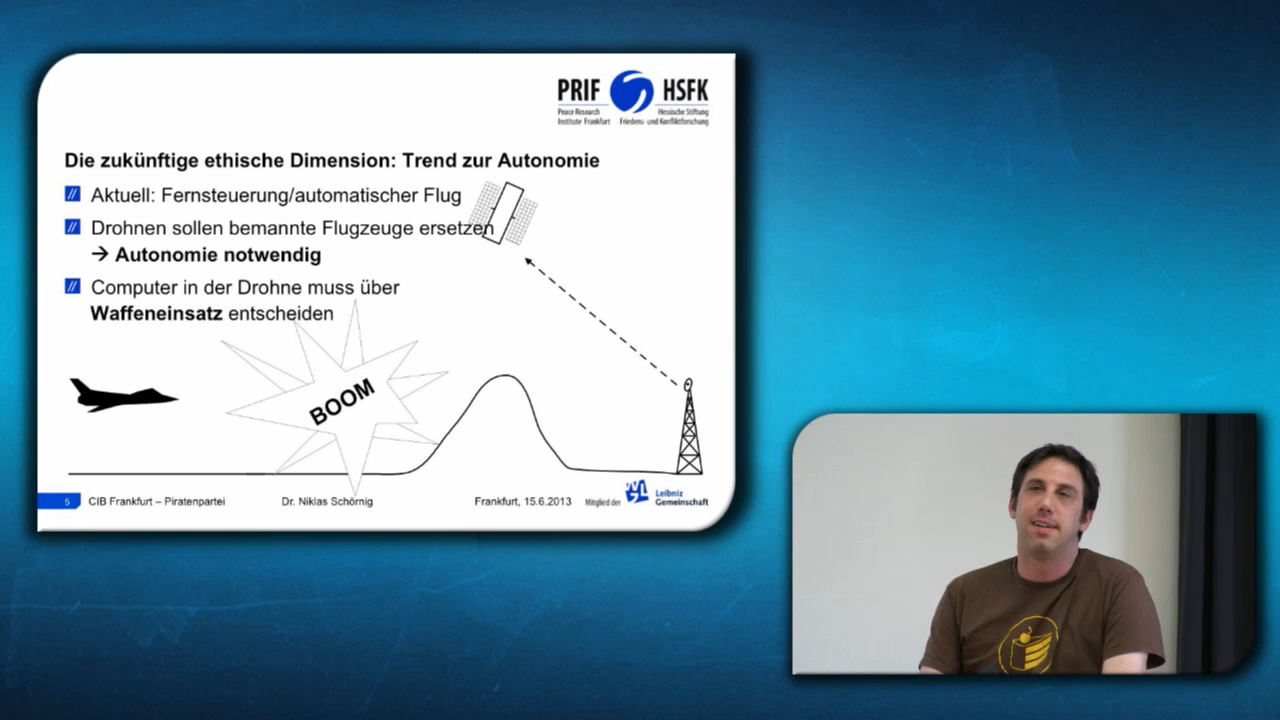 PRIF HSFK
Peace Research Hessische Stiftung
Institute Frankfurt Friedens- und Konfliktforschung
Die zukünftige ethische Dimension: Trend zur Autonomie
// Aktuell: Fernsteuerung/automatischer Flug
// Drohnen sollen bemannte Flugzeuge ersetzen
→ Autonomie notwendig
// Computer in der Drohne muss über
Waffeneinsatz entscheiden
BOOM
5 CIB Frankfurt – Piratenpartei Dr. Niklas Schörnig Frankfurt, 15.6.2013 Mitglied der
Leibniz
Gemeinschaft